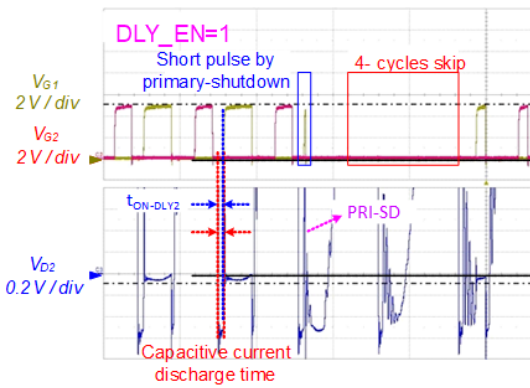 DLY_EN=1
Short pulse by
primary-shutdown
4- cycles skip
VG1
2 V / div
VG2
2 V / div
tON-DLY2
PRI-SD
VD2
0.2 V / div
Capacitive current
discharge time